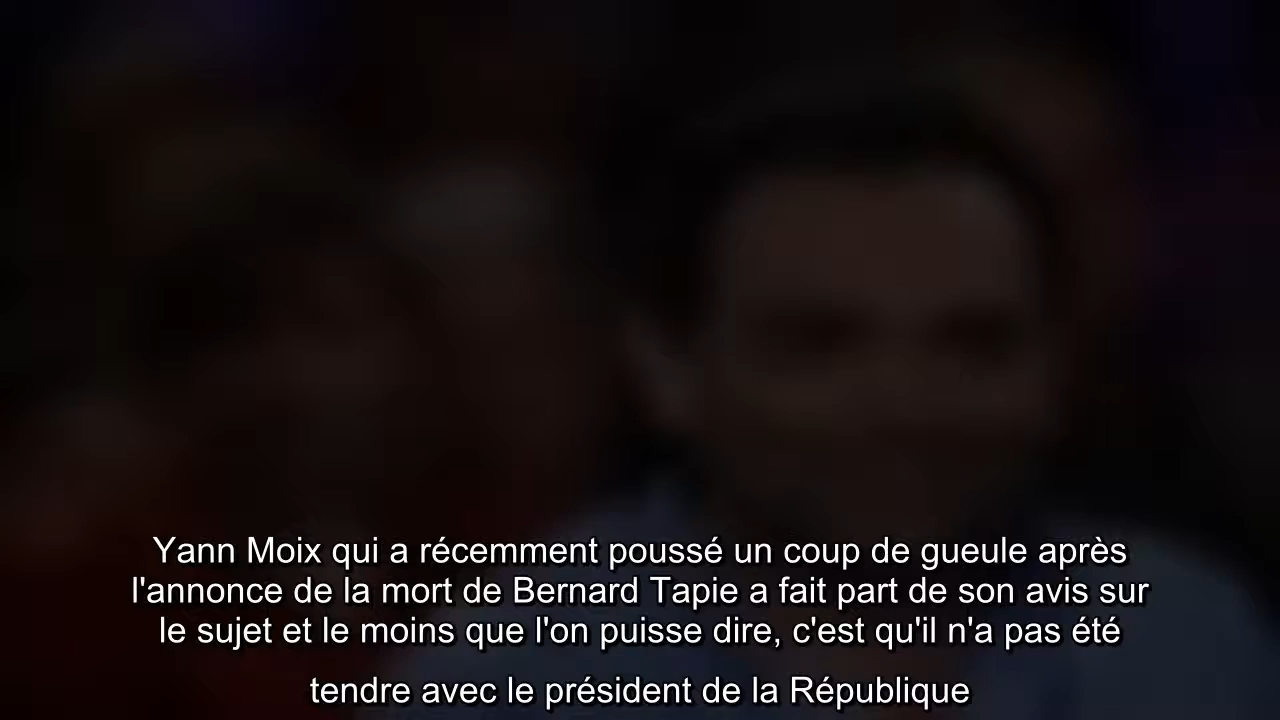 Yann Moix qui a récemment poussé un coup de gueule après
l'annonce de la mort de Bernard Tapie a fait part de son avis sur
le sujet et le moins que l'on puisse dire, c'est qu'il n'a pas été
tendre avec le président de la République